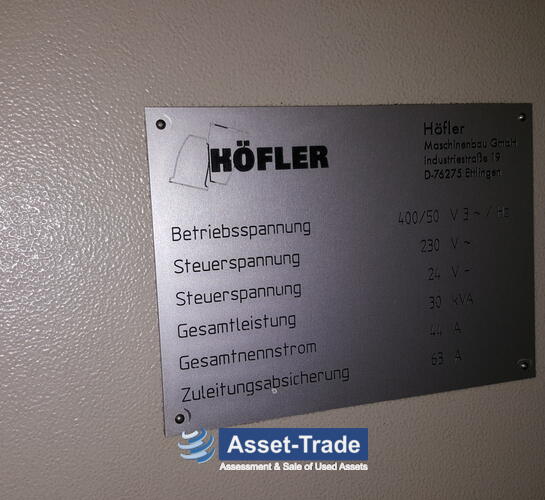 HÖFLER
Höfler
Maschinenbau GmbH
Industriestraße 19
D-76275 Ettlingen
Betriebsspannung 400/50 V 3 ~ / Hz
Steuerspannung 230 V ~
Steuerspannung 24 V -
Gesamtleistung 30 kVA
Gesamtnennstrom 44 A
Zuleitungsabsicherung 63 A
Asset-Trade
Assessment & Sale of Used Assets